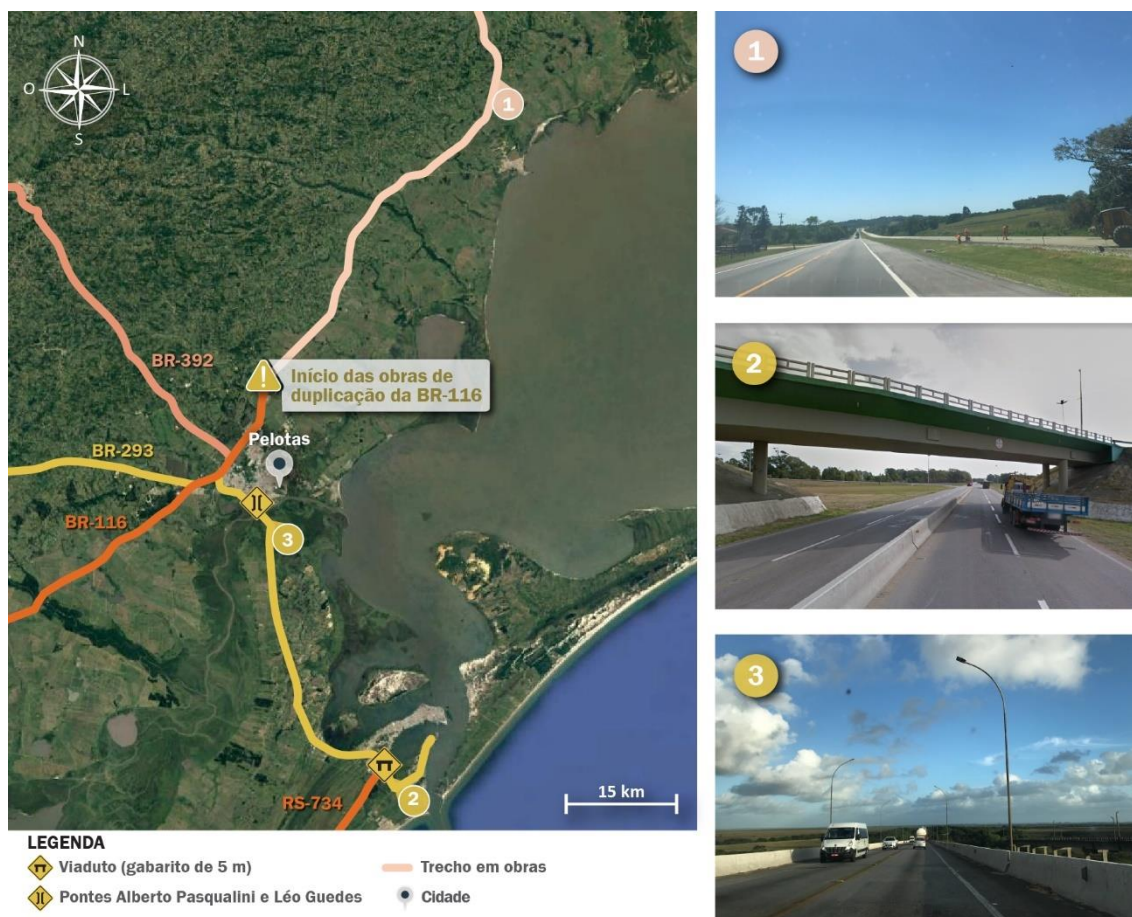 N
O
L
S
1
BR-392
Início das obras de
duplicação da BR-116
Pelotas
BR-293
BR-116
3
RS-734
2
15 km
LEGENDA
Viaduto (gabarito de 5 m)
Trecho em obras
Pontes Alberto Pasqualini e Léo Guedes
Cidade
1
2
3